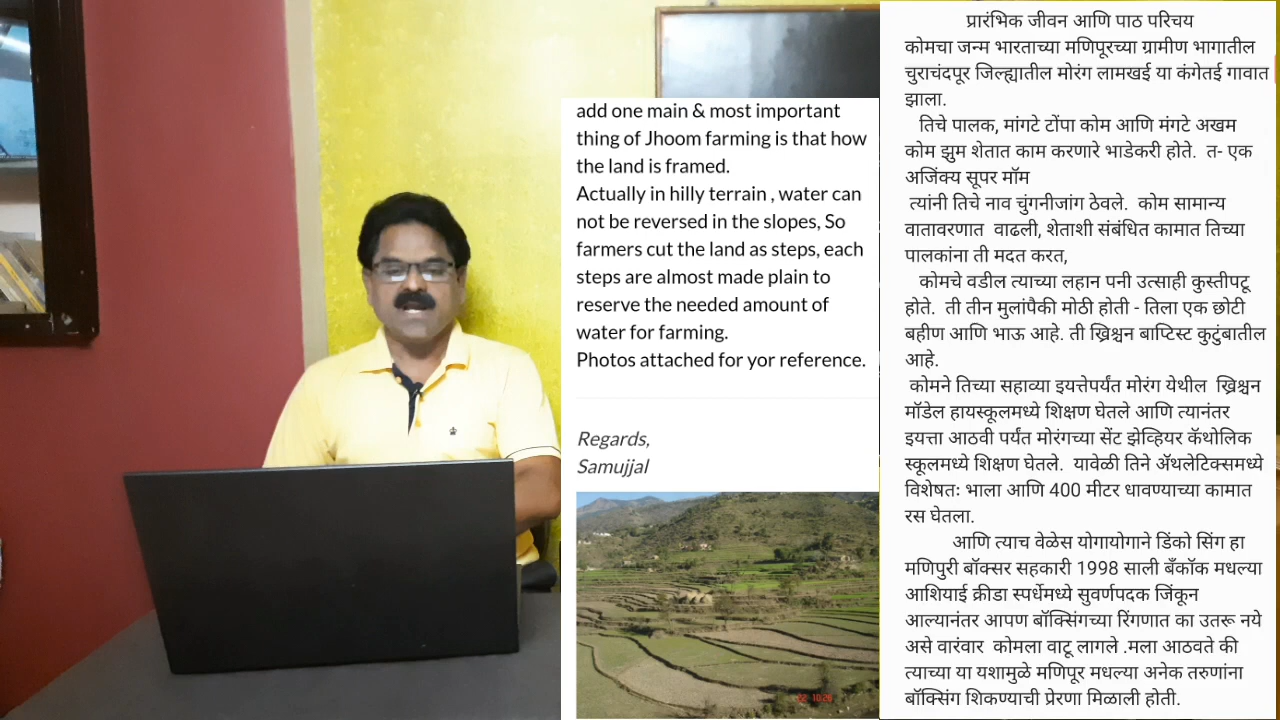 add one main & most important
thing of Jhoom farming is that how
the land is framed.
Actually in hilly terrain , water can
not be reversed in the slopes, So
farmers cut the land as steps, each
steps are almost made plain to
reserve the needed amount of
water for farming.
Photos attached for yor reference.
Regards,
Samujjal
22 10:26
प्रारंभिक जीवन आणि पाठ परिचय
कोमचा जन्म भारताच्या मणिपूरच्या ग्रामीण भागातील
चुराचंदपूर जिल्ह्यातील मोरंग लामखई या कंगेतई गावात
झाला.
तिचे पालक, मांगटे टोंपा कोम आणि मंगटे अखम
कोम झुम शेतात काम करणारे भाडेकरी होते. त- एक
अजिंक्य सूपर मॉम
त्यांनी तिचे नाव चुंगनीजांग ठेवले. कोम सामान्य
वातावरणात वाढली, शेताशी संबंधित कामात तिच्या
पालकांना ती मदत करत,
कोमचे वडील त्याच्या लहान पनी उत्साही कुस्तीपटू
होते. ती तीन मुलांपैकी मोठी होती - तिला एक छोटी
बहीण आणि भाऊ आहे. ती ख्रिश्चन बाप्टिस्ट कुटुंबातील
आहे.
कोमने तिच्या सहाव्या इयत्तेपर्यंत मोरंग येथील ख्रिश्चन
मॉडेल हायस्कूलमध्ये शिक्षण घेतले आणि त्यानंतर
इयत्ता आठवी पर्यंत मोरंगच्या सेंट झेव्हियर कॅथोलिक
स्कूलमध्ये शिक्षण घेतले. यावेळी तिने ॲथलेटिक्समध्ये
विशेषतः भाला आणि 400 मीटर धावण्याच्या कामात
रस घेतला.
आणि त्याच वेळेस योगायोगाने डिंको सिंग हा
मणिपुरी बॉक्सर सहकारी 1998 साली बँकॉक मधल्या
आशियाई क्रीडा स्पर्धेमध्ये सुवर्णपदक जिंकून
आल्यानंतर आपण बॉक्सिंगच्या रिंगणात का उतरू नये
असे वारंवार कोमला वाटू लागले .मला आठवते की
त्याच्या या यशामुळे मणिपूर मधल्या अनेक तरुणांना
बॉक्सिंग शिकण्याची प्रेरणा मिळाली होती.